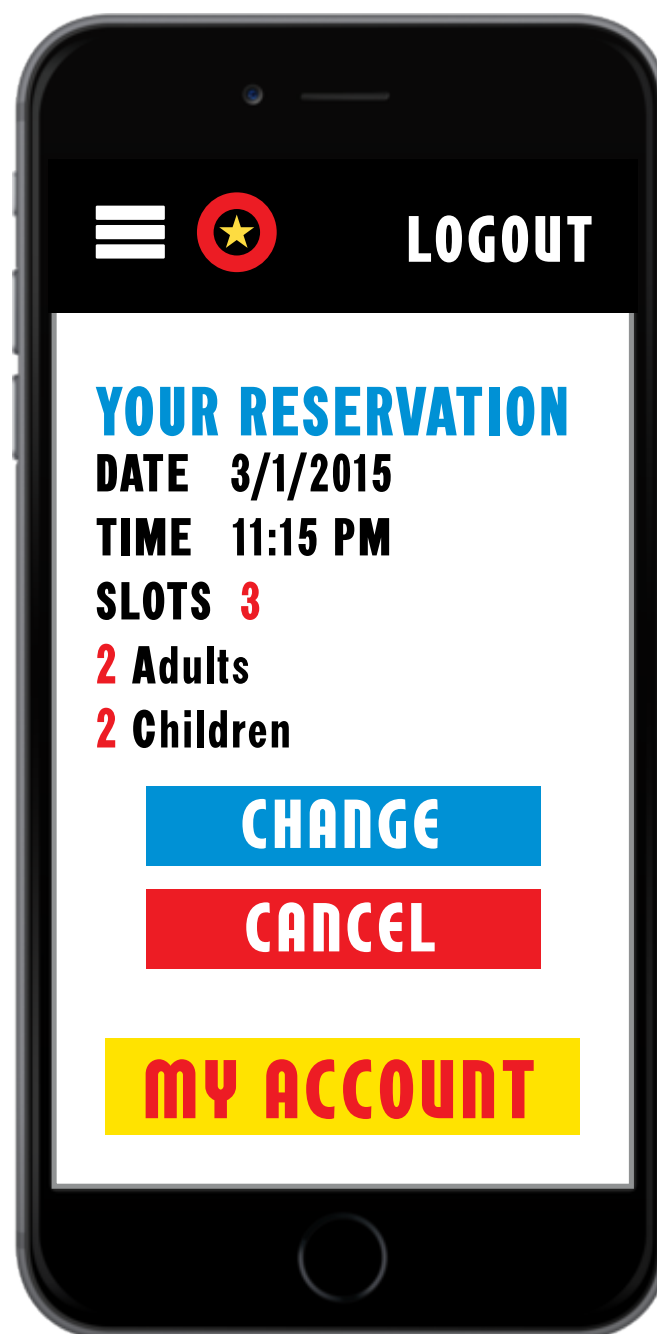 LOGOUT
YOUR RESERVATION
DATE 3/1/2015
TIME 11:15 PM
SLOTS 3
2 Adults
2 Children
CHANGE
CANCEL
MY ACCOUNT